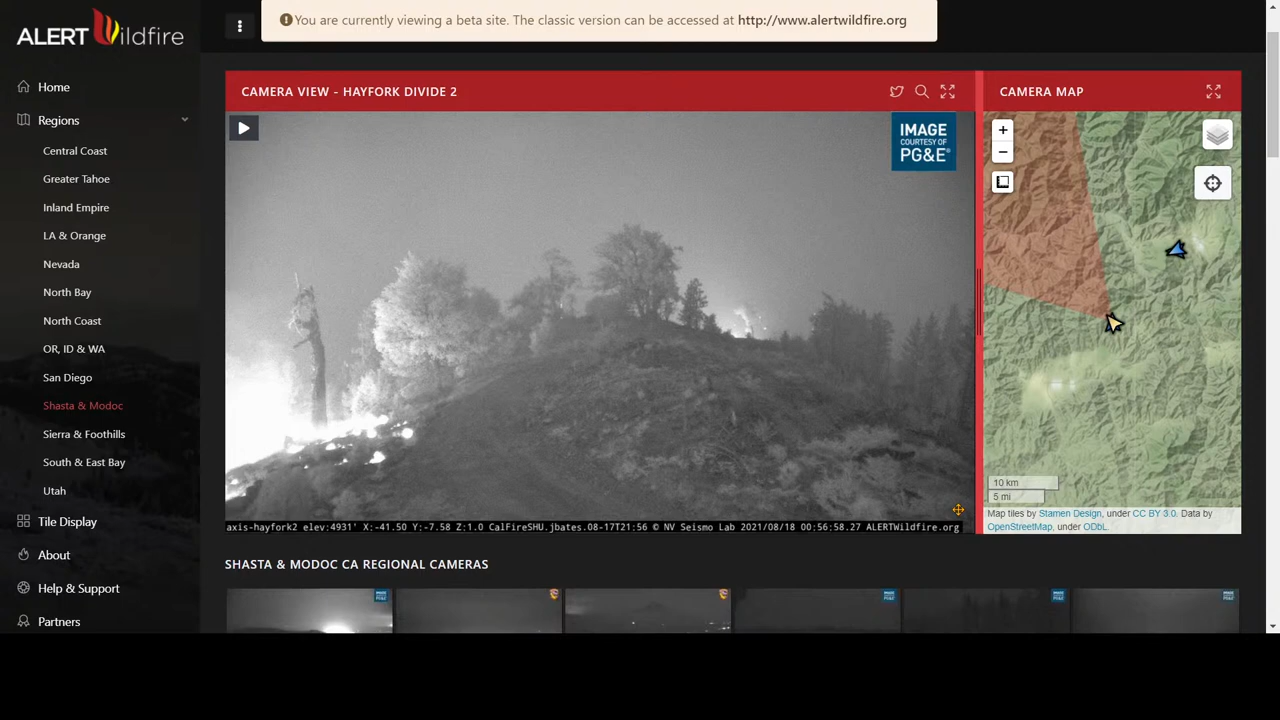 You are currently viewing a beta site. The classic version can be accessed at http://www.alertwildfire.org
ALERT Wildfire
Home
Regions
Central Coast
Greater Tahoe
Inland Empire
LA & Orange
Nevada
North Bay
North Coast
OR, ID & WA
San Diego
Shasta & Modoc
Sierra & Foothills
South & East Bay
Utah
Tile Display
About
Help & Support
Partners
CAMERA VIEW - HAYFORK DIVIDE 2
IMAGE
COURTESY OF
PG&E®
axis-hayfork2 elev:4931' X:-41.50 Y:-7.58 Z:1.0 CalFireSHU.jbates.08-17T21:56 © NV Seismo Lab 2021/08/18 00:56:58.27 ALERTWildfire.org
CAMERA MAP
+
−
10 km
5 mi
Map tiles by Stamen Design, under CC BY 3.0. Data by
OpenStreetMap, under ODbL.
SHASTA & MODOC CA REGIONAL CAMERAS